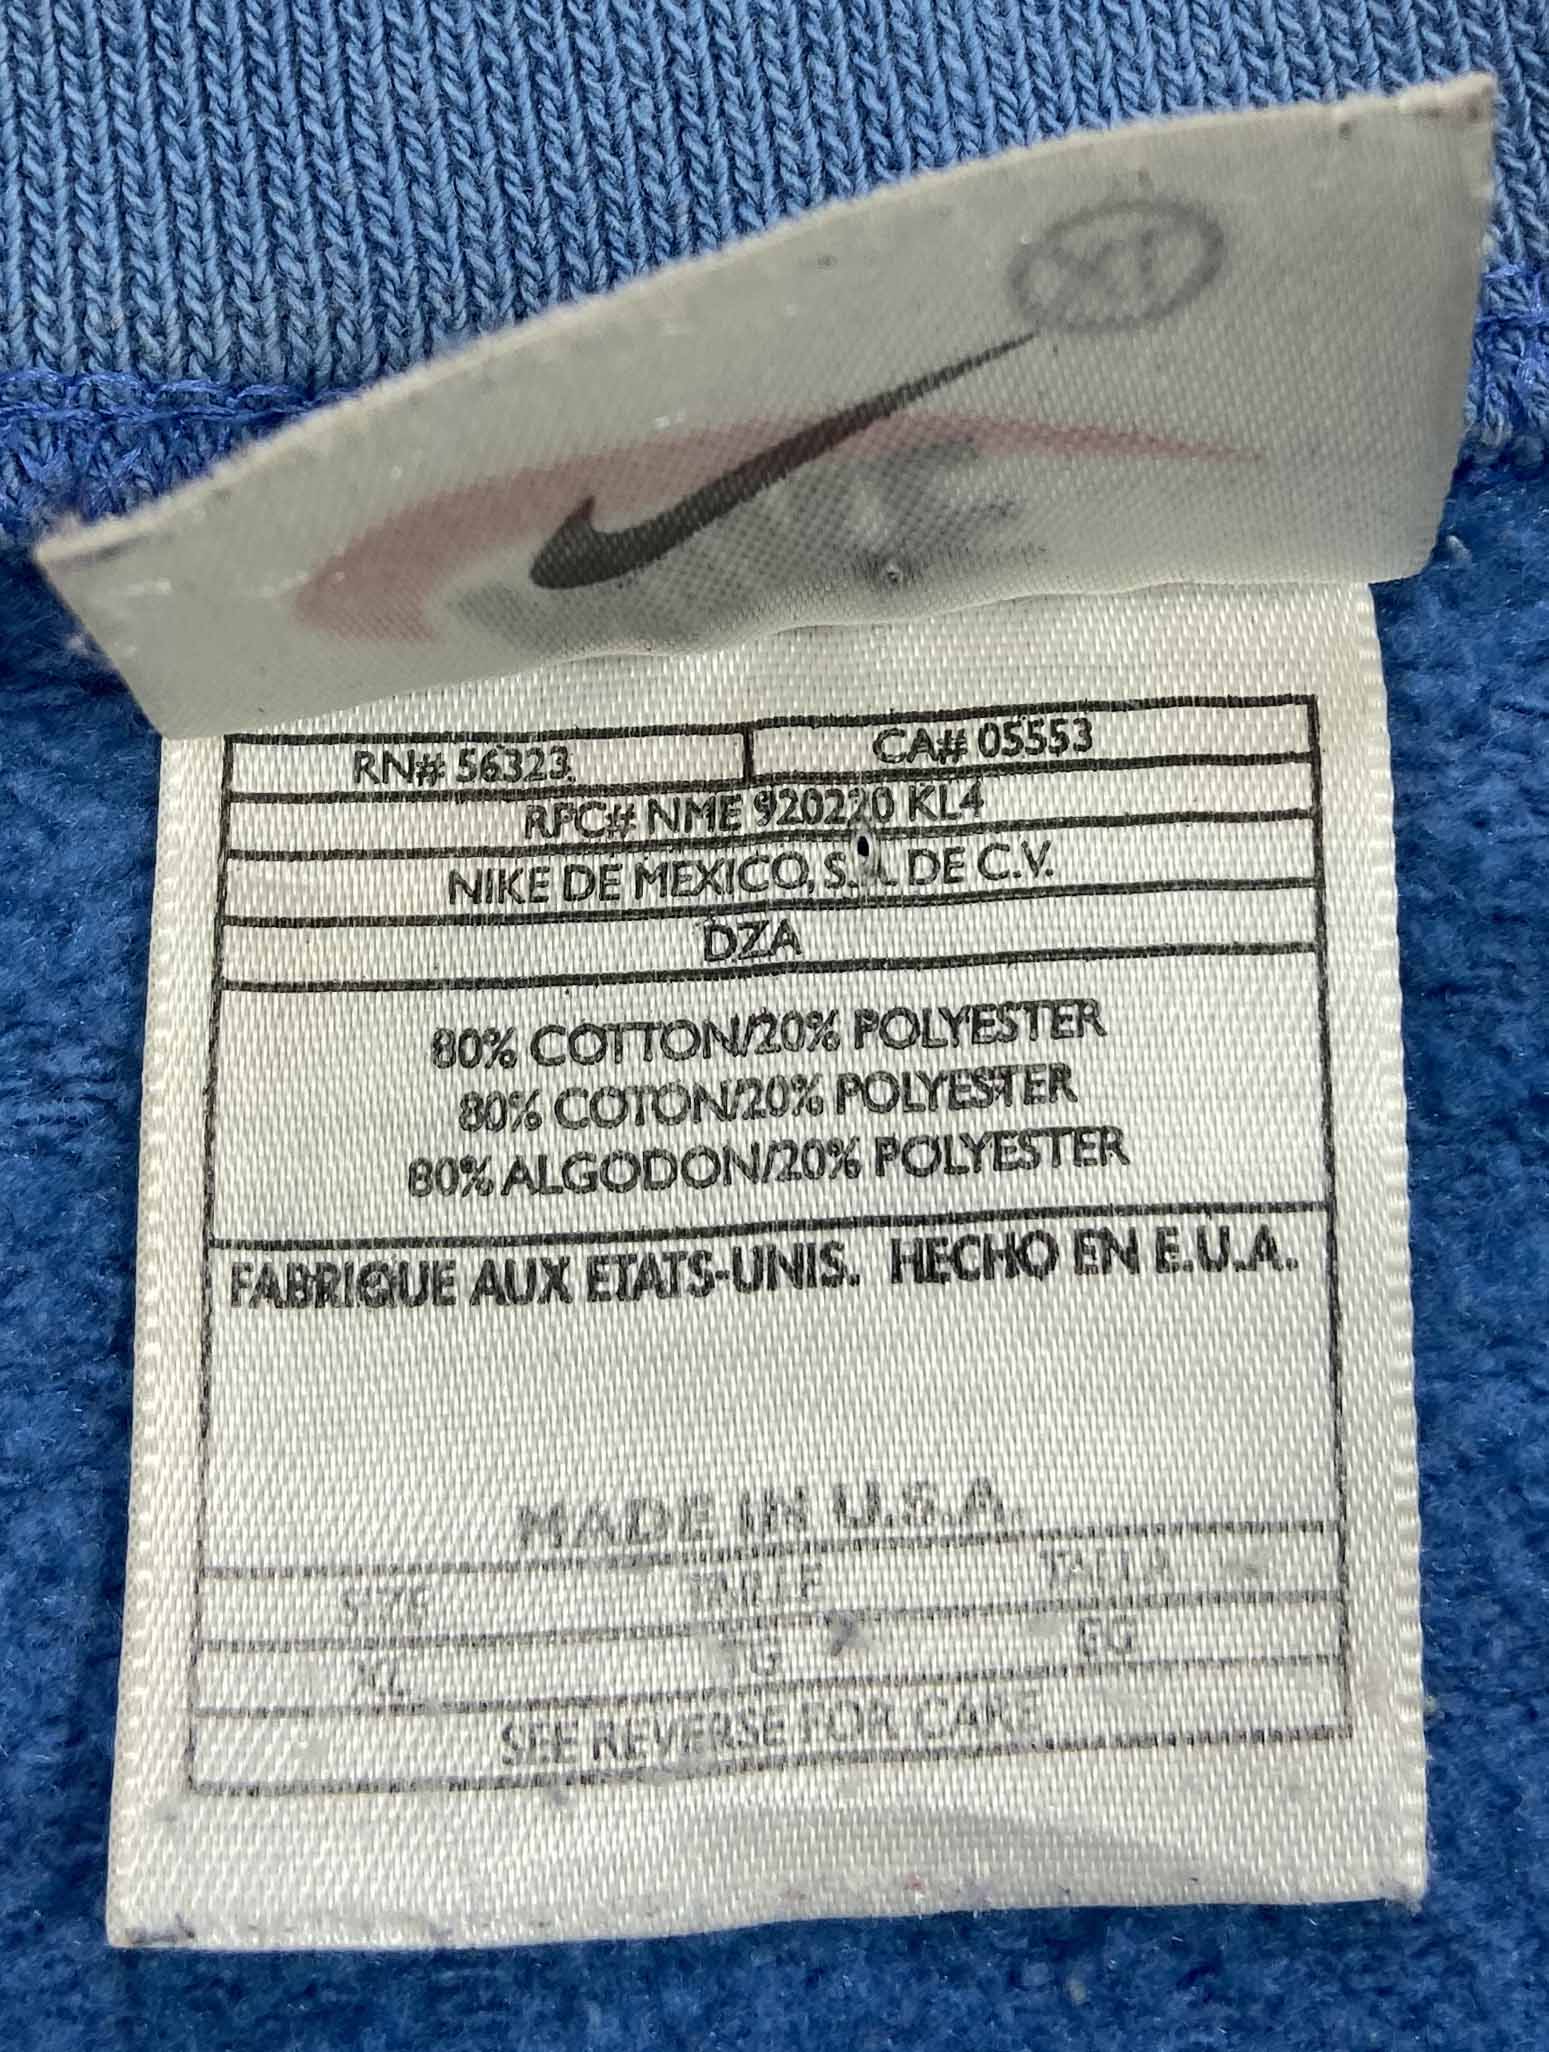 RN# 56323 CA# 05553
RFC# NME 920220 KL4
NIKE DE MEXICO, DE C.V.
DZA
80% COTTON/20% POLYESTER
80% COTON/20% POLYESTER
80% ALGODON/20% POLYESTER
FABRIQUE AUX ETATS-UNIS. HECHO EN E.U.A.
MADE IN U.S.A.
SIZE TAILLE TALLA
XL TG EG
SEE REVERSE FOR CARE